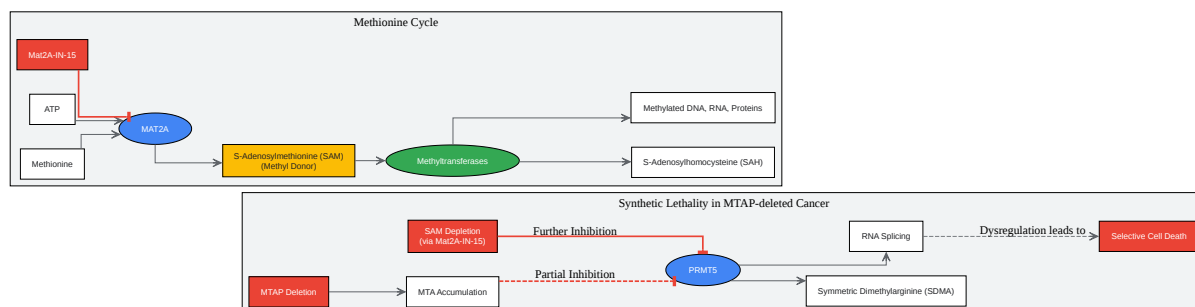 Methionine Cycle
Mat2A-IN-15
ATP
MAT2A
Methionine
S-Adenosylmethionine (SAM)
(Methyl Donor)
Methyltransferases
Methylated DNA, RNA, Proteins
S-Adenosylhomocysteine (SAH)
Synthetic Lethality in MTAP-deleted Cancer
SAM Depletion
(via Mat2A-IN-15)
Further Inhibition
MTAP Deletion
MTA Accumulation
Partial Inhibition
PRMT5
RNA Splicing
Dysregulation leads to
Selective Cell Death
Symmetric Dimethylarginine (SDMA)